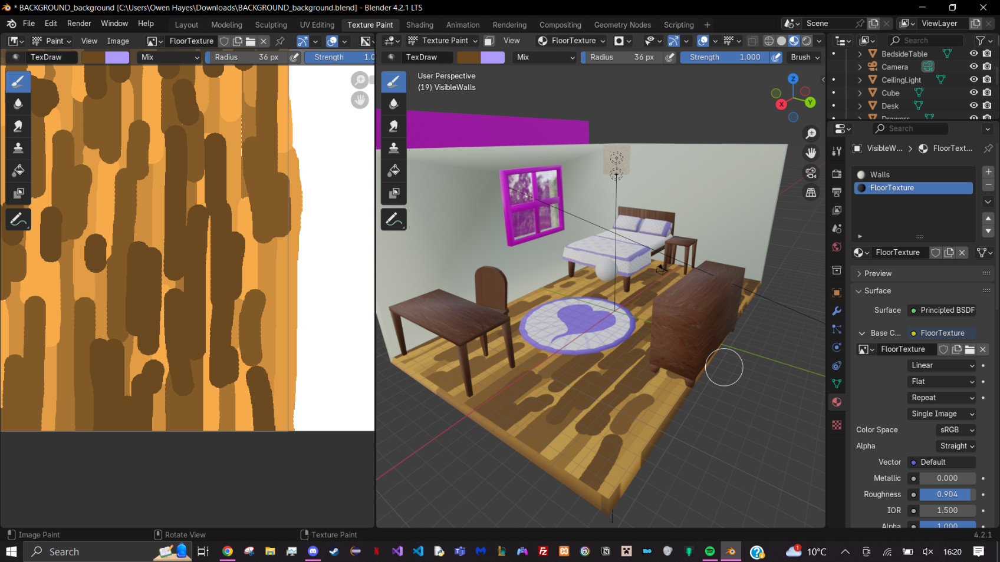 * BACKGROUND_background [C:\Users\Owen Hayes\Downloads\BACKGROUND_background.blend] - Blender 4.2.1 LTS
File Edit Render Window Help Layout Modeling Sculpting UV Editing Texture Paint Shading Animation Rendering Compositing Geometry Nodes Scripting + Scene ViewLayer
Paint View Image FloorTexture Texture Paint View FloorTexture Search
TexDraw Mix Radius 36 px Strength 1.0 TexDraw Mix Radius 36 px Strength 1.000 Brush
BedsideTable
Camera
CeilingLight
Cube
Desk
Drawers
User Perspective
(19) VisibleWalls
Z
X
Y
Search
VisibleW... FloorText...
Walls
FloorTexture
FloorTexture
Preview
Surface
Surface Principled BSDF
Base C... FloorTexture
FloorTexture
Linear
Flat
Repeat
Single Image
Color Space sRGB
Alpha Straight
Vector Default
Metallic 0.000
Roughness 0.904
IOR 1.500
Alpha 1.000
Image Paint Rotate View Texture Paint 4.2.1
Search 1 10°C 16:20